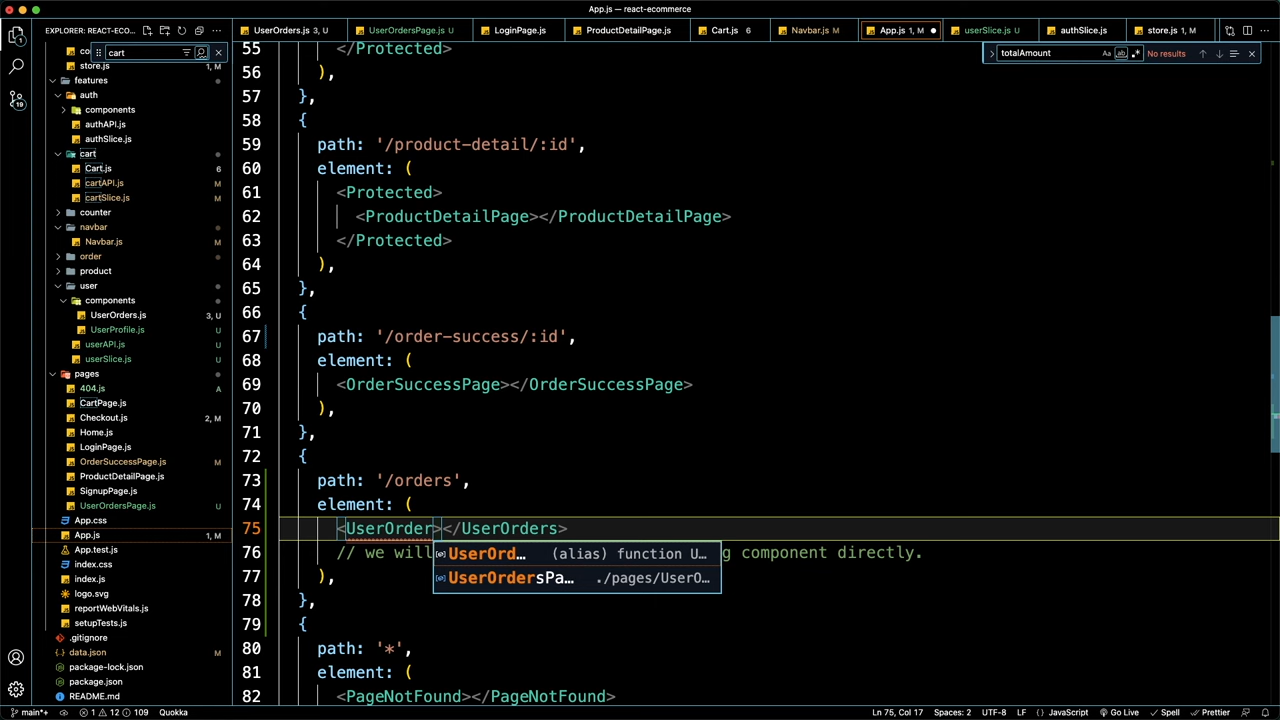 App.js — react-ecommerce
EXPLORER: REACT-ECO...
cart
store.js 1, M
features
auth
components
authAPI.js
authSlice.js
cart
Cart.js 6
cartAPI.js M
cartSlice.js M
counter
navbar
Navbar.js M
order
product
user
components
UserOrders.js 3, U
UserProfile.js U
userAPI.js U
userSlice.js U
pages
404.js A
CartPage.js
Checkout.js 2, M
Home.js
LoginPage.js
OrderSuccessPage.js M
ProductDetailPage.js
SignupPage.js
UserOrdersPage.js U
App.css
App.js 1, M
App.test.js
index.css
index.js
logo.svg
reportWebVitals.js
setupTests.js
.gitignore
data.json M
package-lock.json
package.json
README.md
19
UserOrders.js 3, U UserOrdersPage.js U LoginPage.js ProductDetailPage.js Cart.js 6 Navbar.js M App.js 1, M userSlice.js U authSlice.js store.js 1, M
totalAmount Aa ab No results
55 </Protected>
56 ),
57 },
58 {
59 path: '/product-detail/:id',
60 element: (
61 <Protected>
62 <ProductDetailPage></ProductDetailPage>
63 </Protected>
64 ),
65 },
66 {
67 path: '/order-success/:id',
68 element: (
69 <OrderSuccessPage></OrderSuccessPage>
70 ),
71 },
72 {
73 path: '/orders',
74 element: (
75 <UserOrder></UserOrders>
76 // we will g component directly.
UserOrd… (alias) function U…
UserOrdersPa… ./pages/UserO…
77 ),
78 },
79 {
80 path: '*',
81 element: (
82 <PageNotFound></PageNotFound>
main*+ 1 12 109 Quokka Ln 75, Col 17 Spaces: 2 UTF-8 LF JavaScript Go Live Spell Prettier